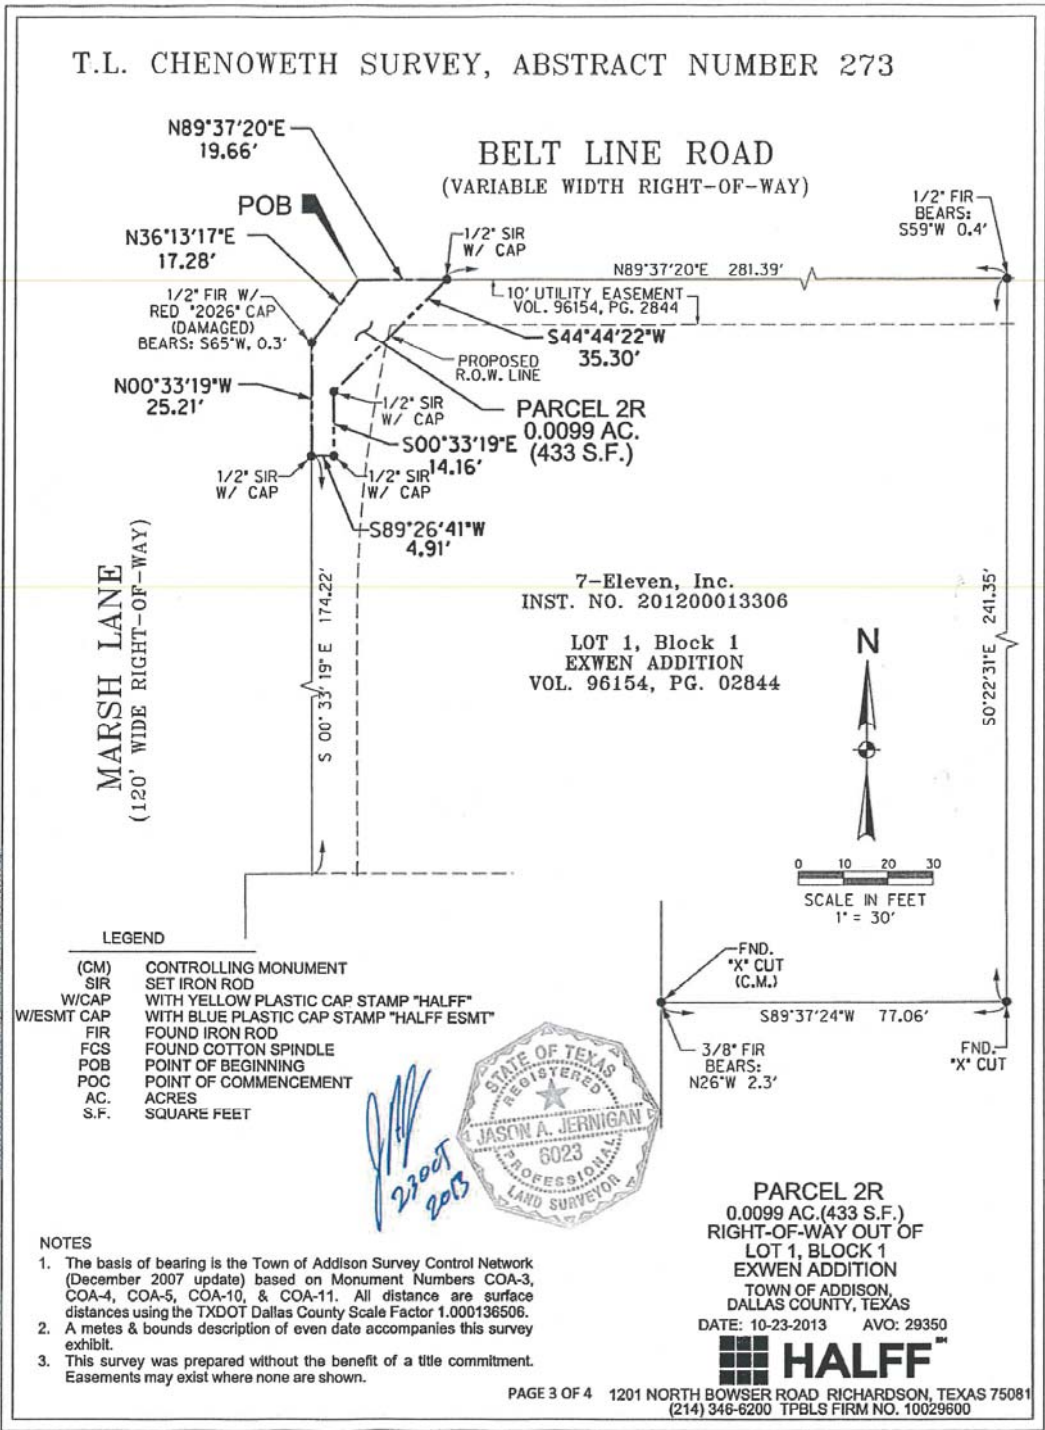 T.L. CHENOWETH SURVEY, ABSTRACT NUMBER 273
N89°37'20"E
19.66'
BELT LINE ROAD
(VARIABLE WIDTH RIGHT-OF-WAY)
1/2" FIR
BEARS:
S59°W 0.4'
POB
N36°13'17"E
17.28'
1/2" SIR
W/ CAP
N89°37'20"E 281.39'
1/2" FIR W/
RED "2026" CAP
(DAMAGED)
BEARS: S65°W, 0.3'
10' UTILITY EASEMENT
VOL. 96154, PG. 2844
S44°44'22"W
35.30'
PROPOSED
R.O.W. LINE
N00°33'19"W
25.21'
1/2" SIR
W/ CAP
PARCEL 2R
0.0099 AC.
(433 S.F.)
S00°33'19"E
14.16'
1/2" SIR
W/ CAP
1/2" SIR
W/ CAP
S89°26'41"W
4.91'
MARSH LANE
(120' WIDE RIGHT-OF-WAY)
S 00°33'19"E 174.22'
7-Eleven, Inc.
INST. NO. 201200013306
LOT 1, Block 1
EXWEN ADDITION
VOL. 96154, PG. 02844
S0°22'31"E 241.35'
N
0 10 20 30
SCALE IN FEET
1" = 30'
LEGEND
(CM) CONTROLLING MONUMENT
SIR SET IRON ROD
W/CAP WITH YELLOW PLASTIC CAP STAMP "HALFF"
W/ESMT CAP WITH BLUE PLASTIC CAP STAMP "HALFF ESMT"
FIR FOUND IRON ROD
FCS FOUND COTTON SPINDLE
POB POINT OF BEGINNING
POC POINT OF COMMENCEMENT
AC. ACRES
S.F. SQUARE FEET
FND.
"X" CUT
(C.M.)
S89°37'24"W 77.06'
3/8" FIR
BEARS:
N26°W 2.3'
FND.
"X" CUT
STATE OF TEXAS
REGISTERED
JASON A. JERNIGAN
6023
PROFESSIONAL
LAND SURVEYOR
23 OCT
2013
PARCEL 2R
0.0099 AC.(433 S.F.)
RIGHT-OF-WAY OUT OF
LOT 1, BLOCK 1
EXWEN ADDITION
TOWN OF ADDISON,
DALLAS COUNTY, TEXAS
DATE: 10-23-2013 AVO: 29350
HALFF SM
NOTES
1. The basis of bearing is the Town of Addison Survey Control Network
(December 2007 update) based on Monument Numbers COA-3,
COA-4, COA-5, COA-10, & COA-11. All distance are surface
distances using the TXDOT Dallas County Scale Factor 1.000136506.
2. A metes & bounds description of even date accompanies this survey
exhibit.
3. This survey was prepared without the benefit of a title commitment.
Easements may exist where none are shown.
PAGE 3 OF 4
1201 NORTH BOWSER ROAD RICHARDSON, TEXAS 75081
(214) 346-6200 TPBLS FIRM NO. 10029600